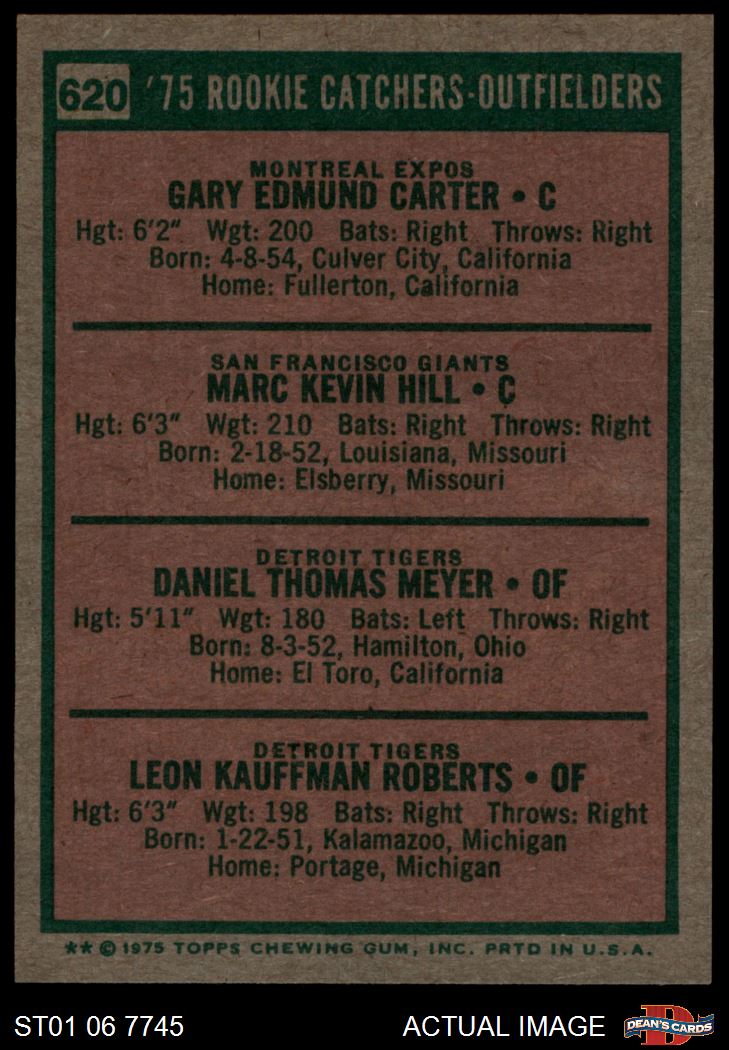 620 '75 ROOKIE CATCHERS-OUTFIELDERS
MONTREAL EXPOS
GARY EDMUND CARTER • C
Hgt: 6'2" Wgt: 200 Bats: Right Throws: Right
Born: 4-8-54, Culver City, California
Home: Fullerton, California
SAN FRANCISCO GIANTS
MARC KEVIN HILL • C
Hgt: 6'3" Wgt: 210 Bats: Right Throws: Right
Born: 2-18-52, Louisiana, Missouri
Home: Elsberry, Missouri
DETROIT TIGERS
DANIEL THOMAS MEYER • OF
Hgt: 5'11" Wgt: 180 Bats: Left Throws: Right
Born: 8-3-52, Hamilton, Ohio
Home: El Toro, California
DETROIT TIGERS
LEON KAUFFMAN ROBERTS • OF
Hgt: 6'3" Wgt: 198 Bats: Right Throws: Right
Born: 1-22-51, Kalamazoo, Michigan
Home: Portage, Michigan
** © 1975 TOPPS CHEWING GUM, INC. PRTD IN U.S.A.
ST01 06 7745 ACTUAL IMAGE D DEAN'S CARDS